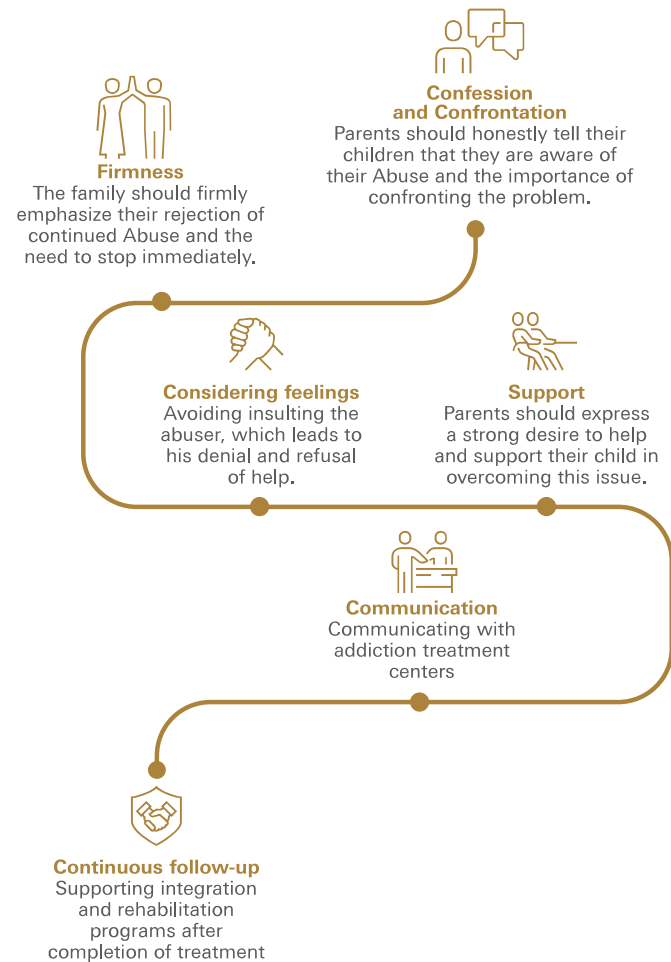 Confession
and Confrontation
Parents should honestly tell their
children that they are aware of
their Abuse and the importance of
confronting the problem.
Firmness
The family should firmly
emphasize their rejection of
continued Abuse and the
need to stop immediately.
Considering feelings
Avoiding insulting the
abuser, which leads to
his denial and refusal
of help.
Support
Parents should express
a strong desire to help
and support their child in
overcoming this issue.
Communication
Communicating with
addiction treatment
centers
Continuous follow-up
Supporting integration
and rehabilitation
programs after
completion of treatment